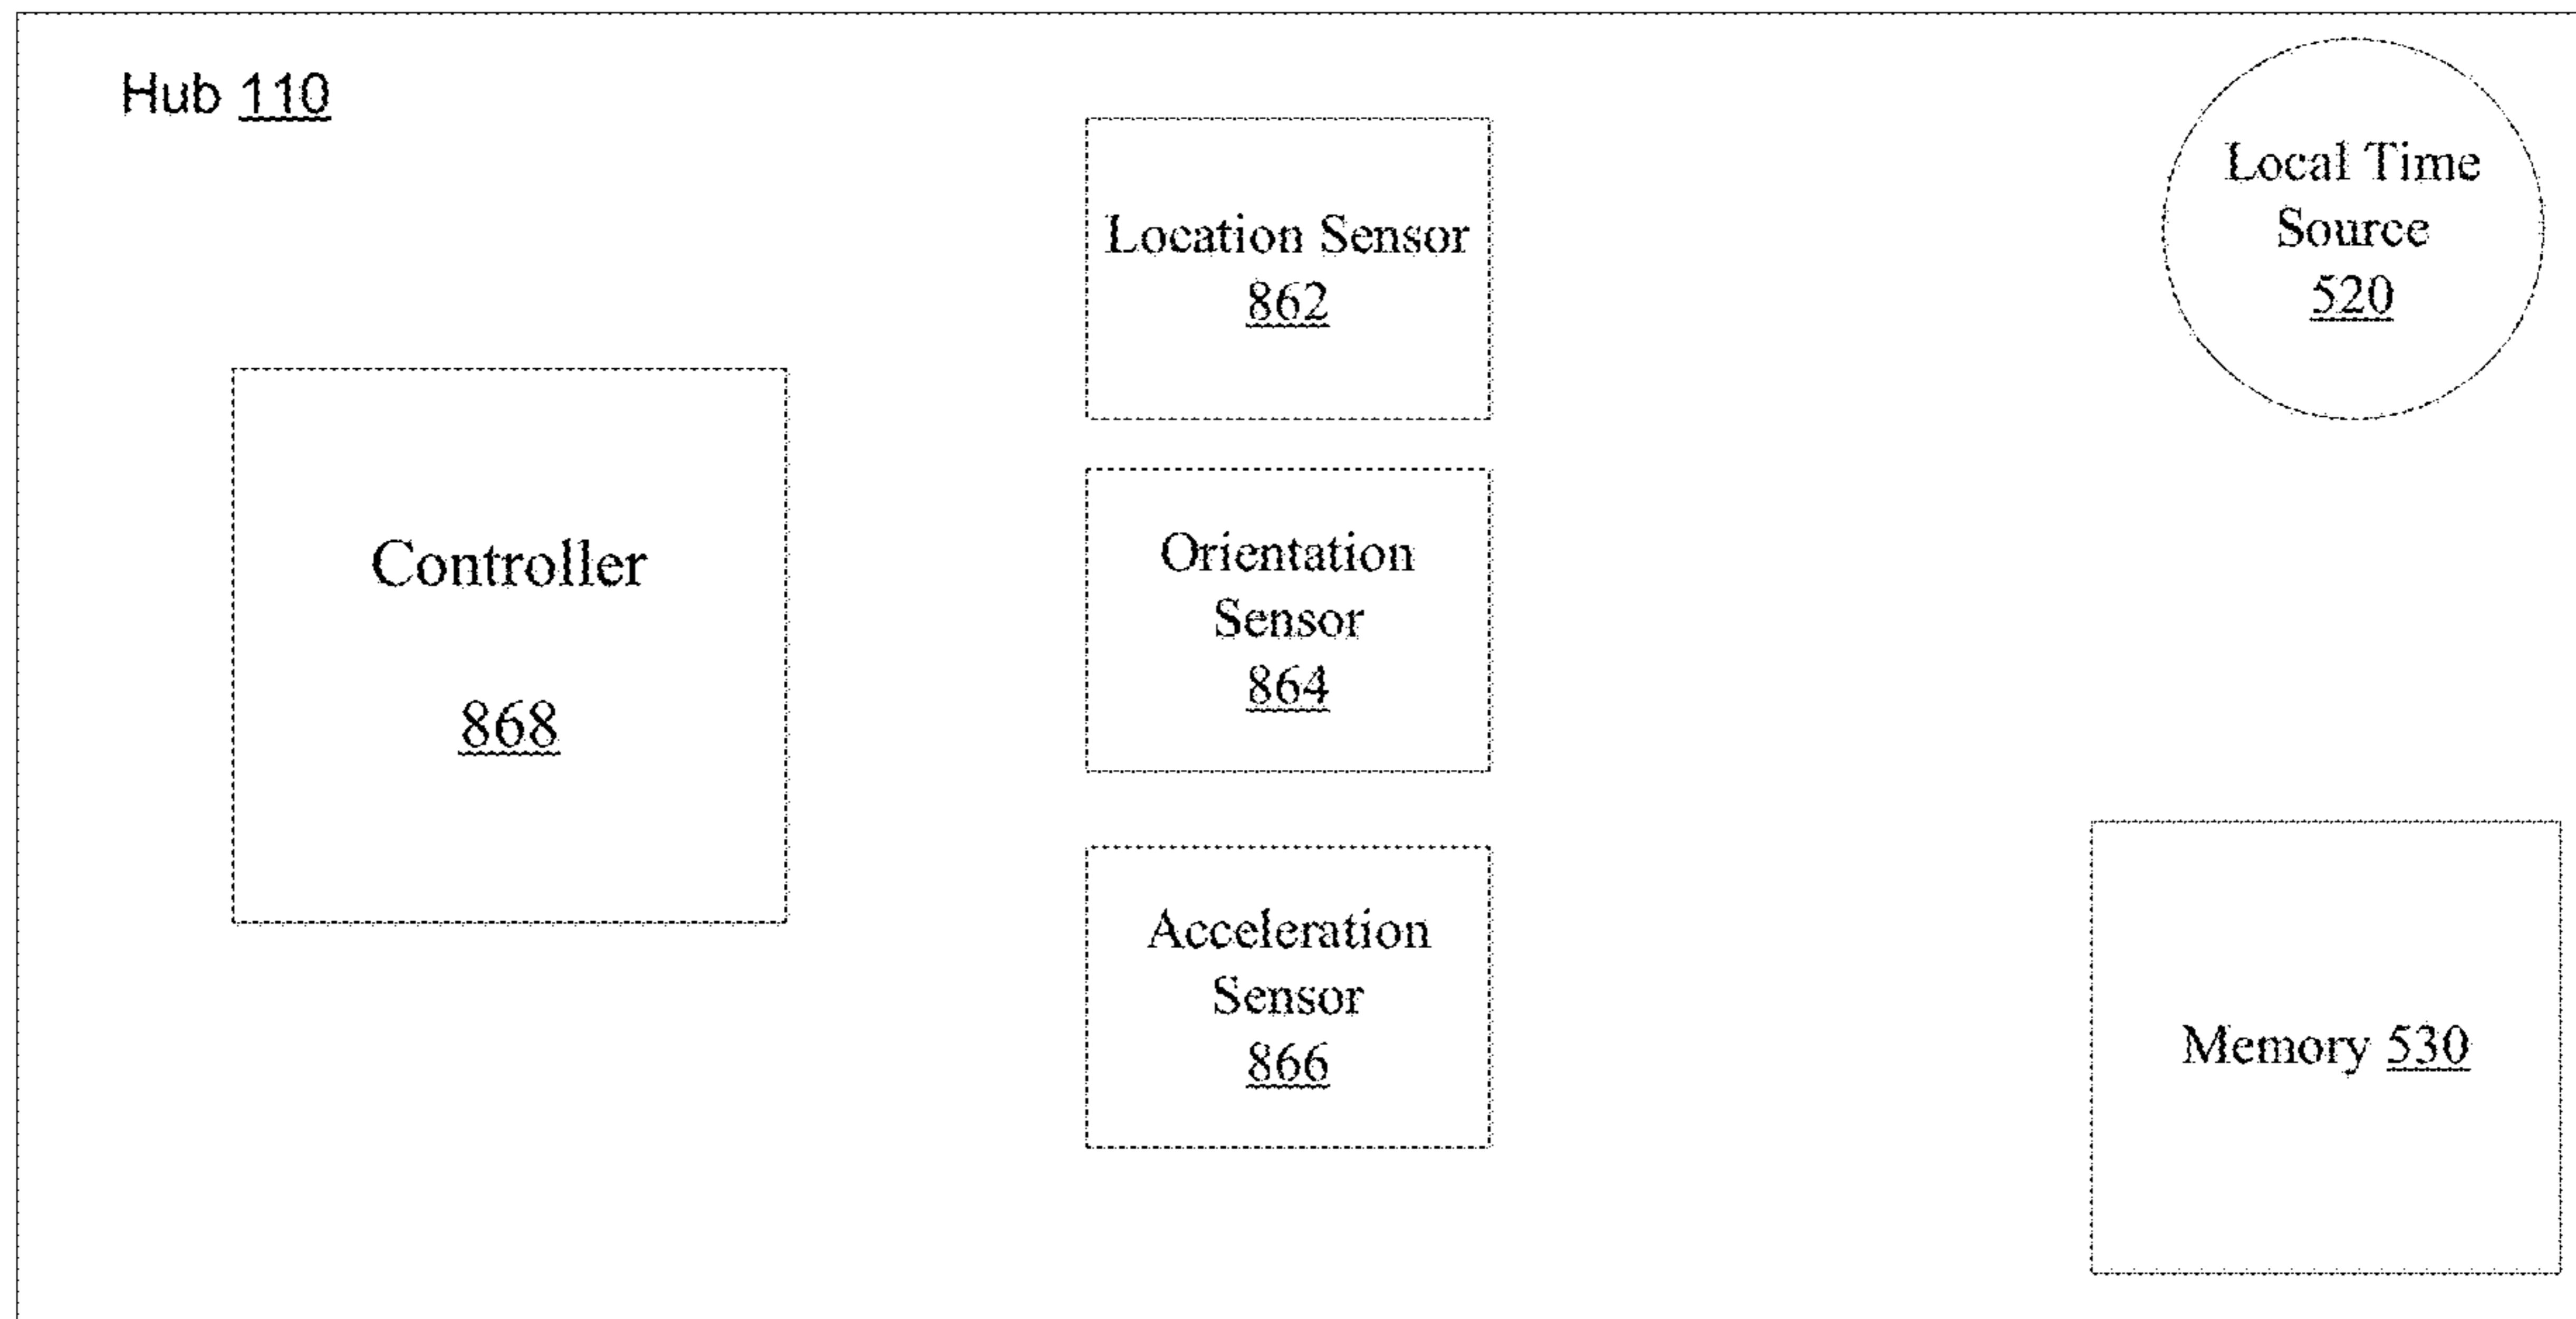 Hub 110
Location Sensor
862
Local Time
Source
520
Controller
868
Orientation
Sensor
864
Acceleration
Sensor
866
Memory 530